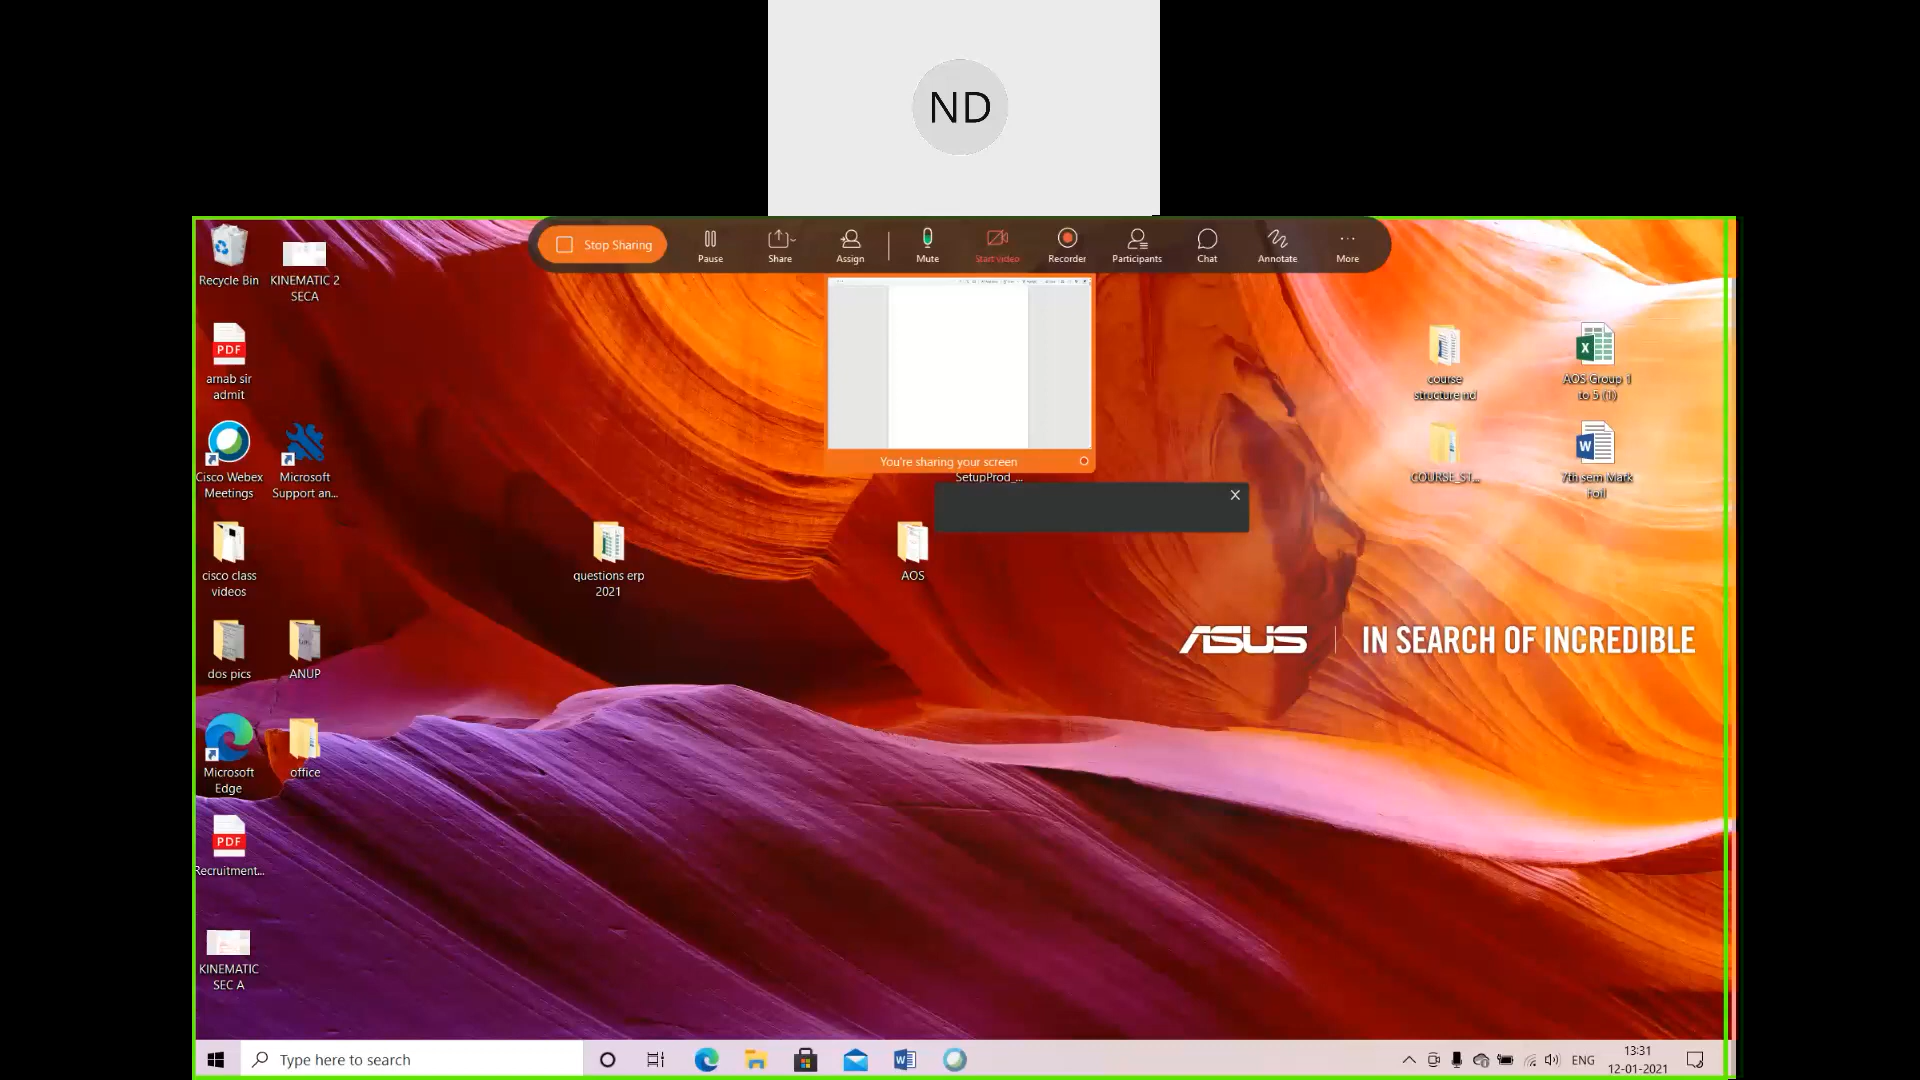 ND
Stop Sharing
Pause
Share
Assign
Mute
Start video
Recorder
Participants
Chat
Annotate
More
You're sharing your screen
SetupProd_...
Recycle Bin
KINEMATIC 2
SECA
PDF
arnab sir
admit
Cisco Webex
Meetings
Microsoft
Support an...
cisco class
videos
questions erp
2021
AOS
course
structure nd
AOS Group 1
to 5 (1)
COURSE_ST...
7th sem Mark
Foil
ASUS
IN SEARCH OF INCREDIBLE
dos pics
ANUP
Microsoft
Edge
office
PDF
Recruitment...
KINEMATIC
SEC A
Type here to search
ENG
13:31
12-01-2021